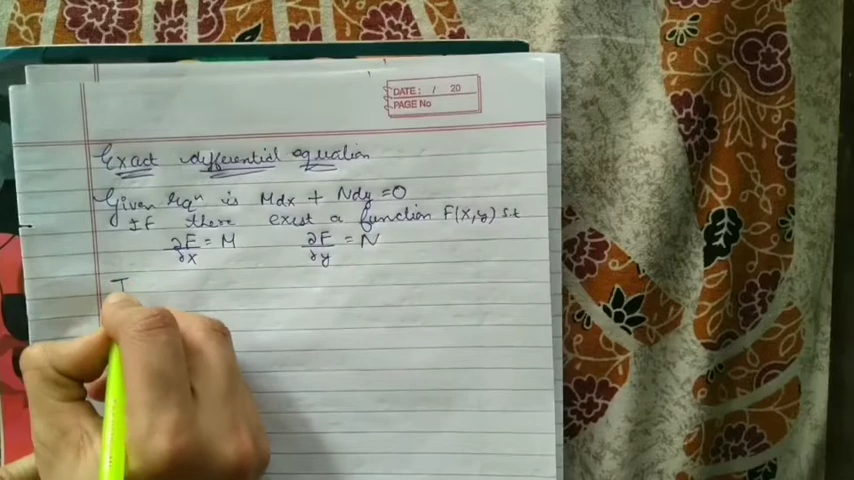 DATE: / 20
PAGE No
Exact differential equation
Given eqⁿ is Mdx + Ndy = 0
IF there exist a function F(x,y) s.t
∂F/∂x = M ∂F/∂y = N
T